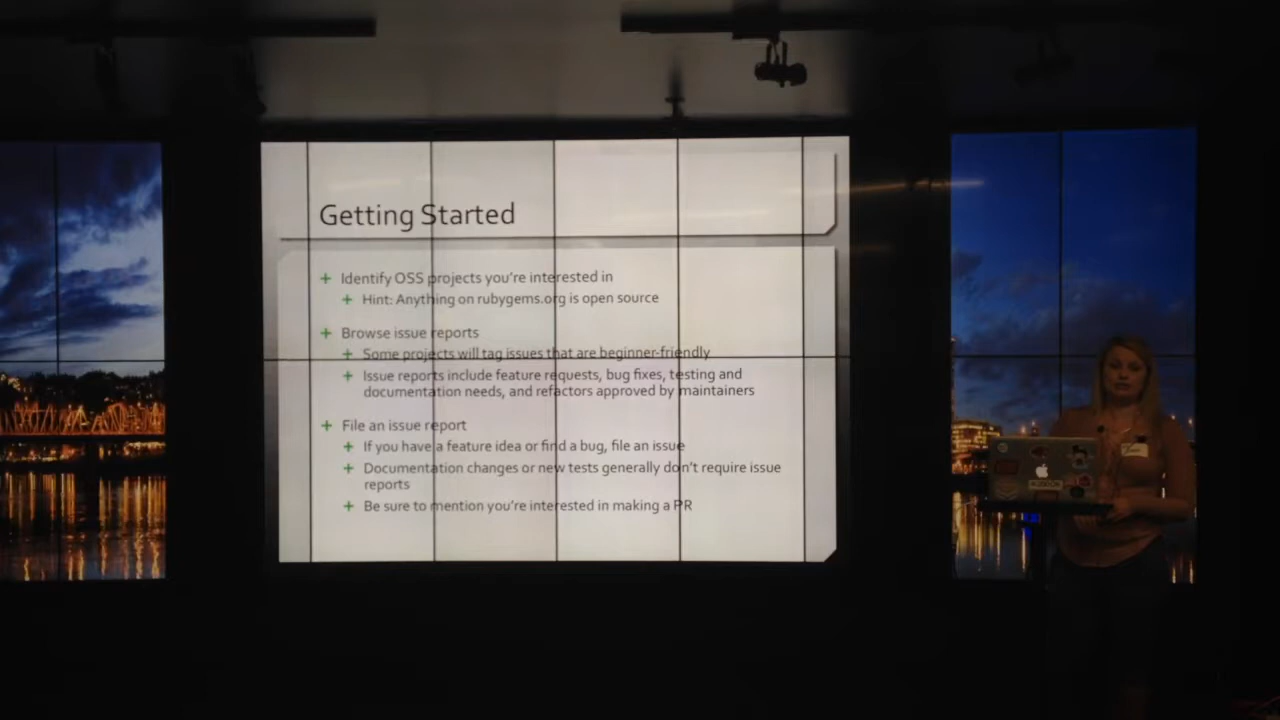 Getting Started
+ Identify OSS projects you're interested in
+ Hint: Anything on rubygems.org is open source
+ Browse issue reports
+ Some projects will tag issues that are beginner-friendly
+ Issue reports include feature requests, bug fixes, testing and
documentation needs, and refactors approved by maintainers
+ File an issue report
+ If you have a feature idea or find a bug, file an issue
+ Documentation changes or new tests generally don't require issue
reports
+ Be sure to mention you're interested in making a PR